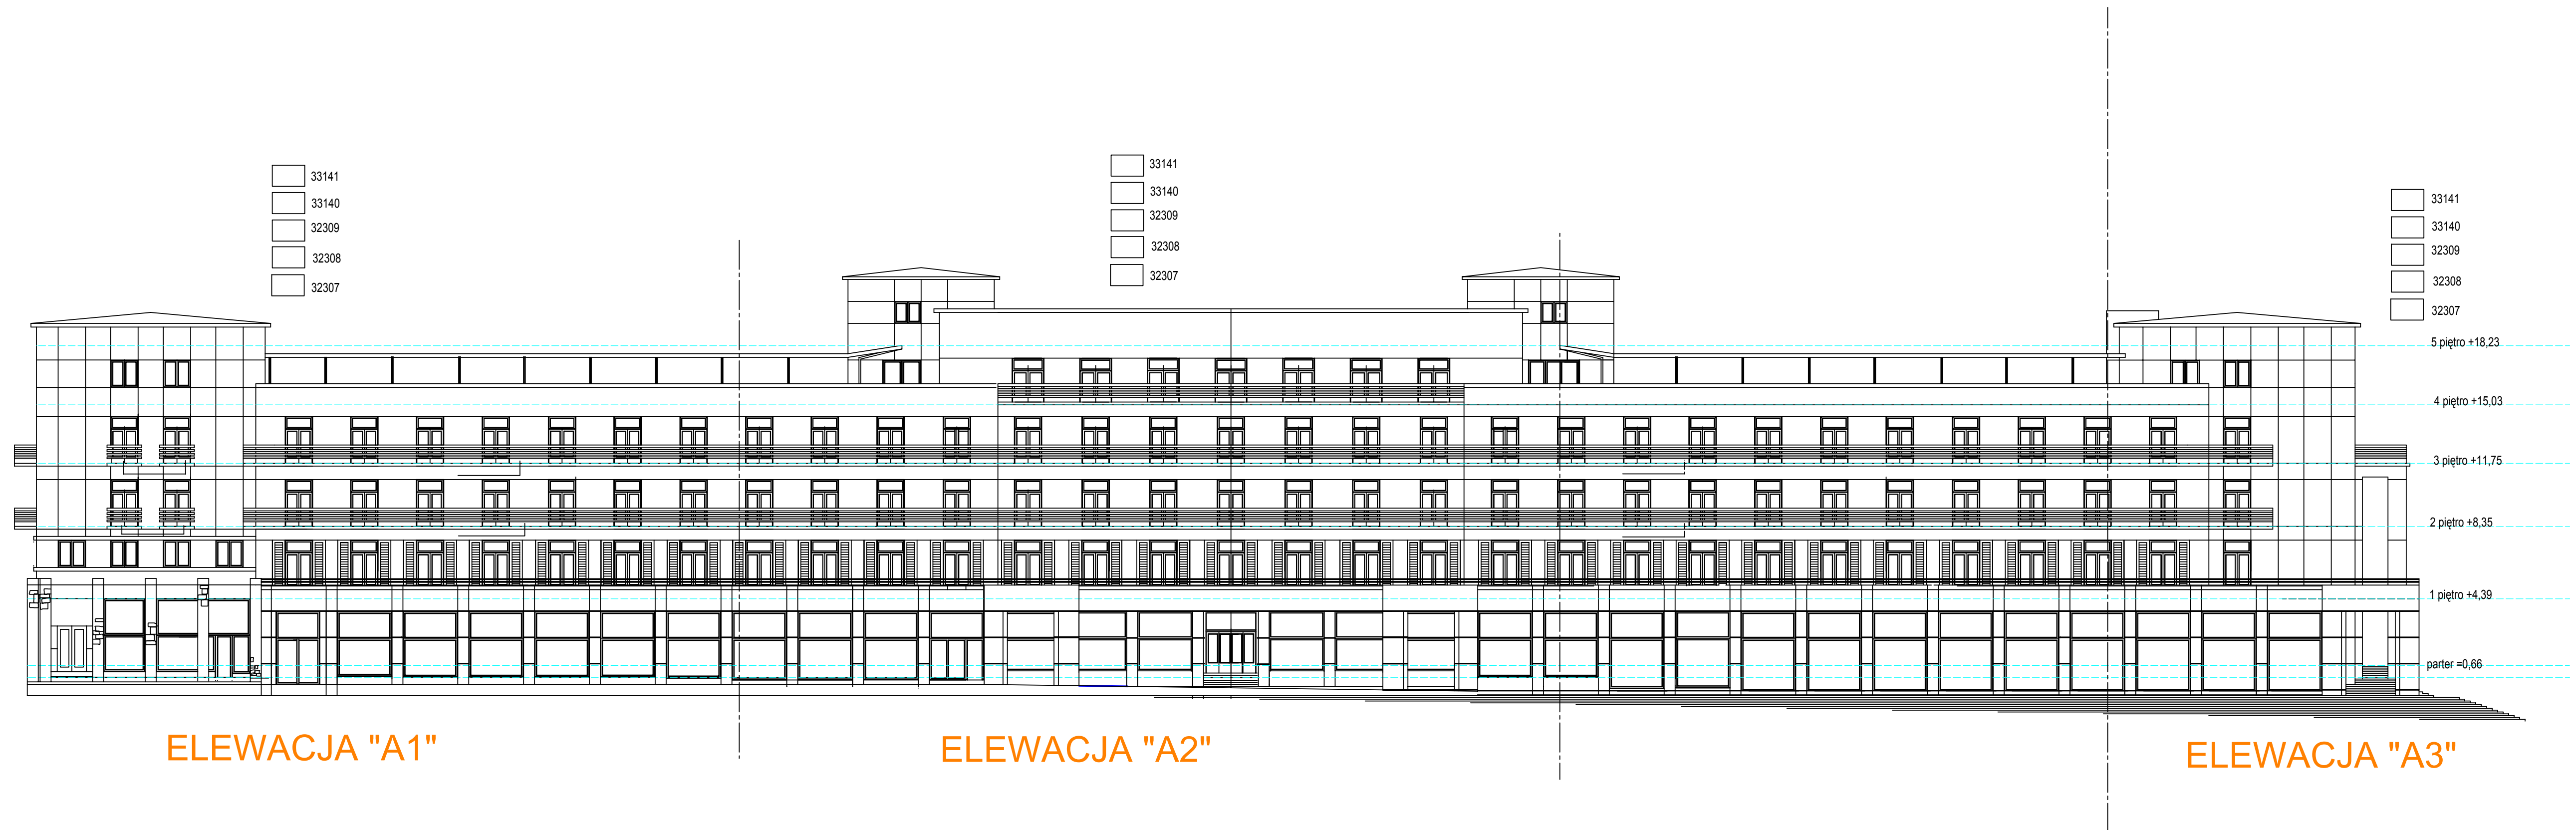 33141
33140
32309
32308
32307
33141
33140
32309
32308
32307
33141
33140
32309
32308
32307
5 piętro +18,23
4 piętro +15,03
3 piętro +11,75
2 piętro +8,35
1 piętro +4,39
parter =0,66
ELEWACJA "A1"
ELEWACJA "A2"
ELEWACJA "A3"